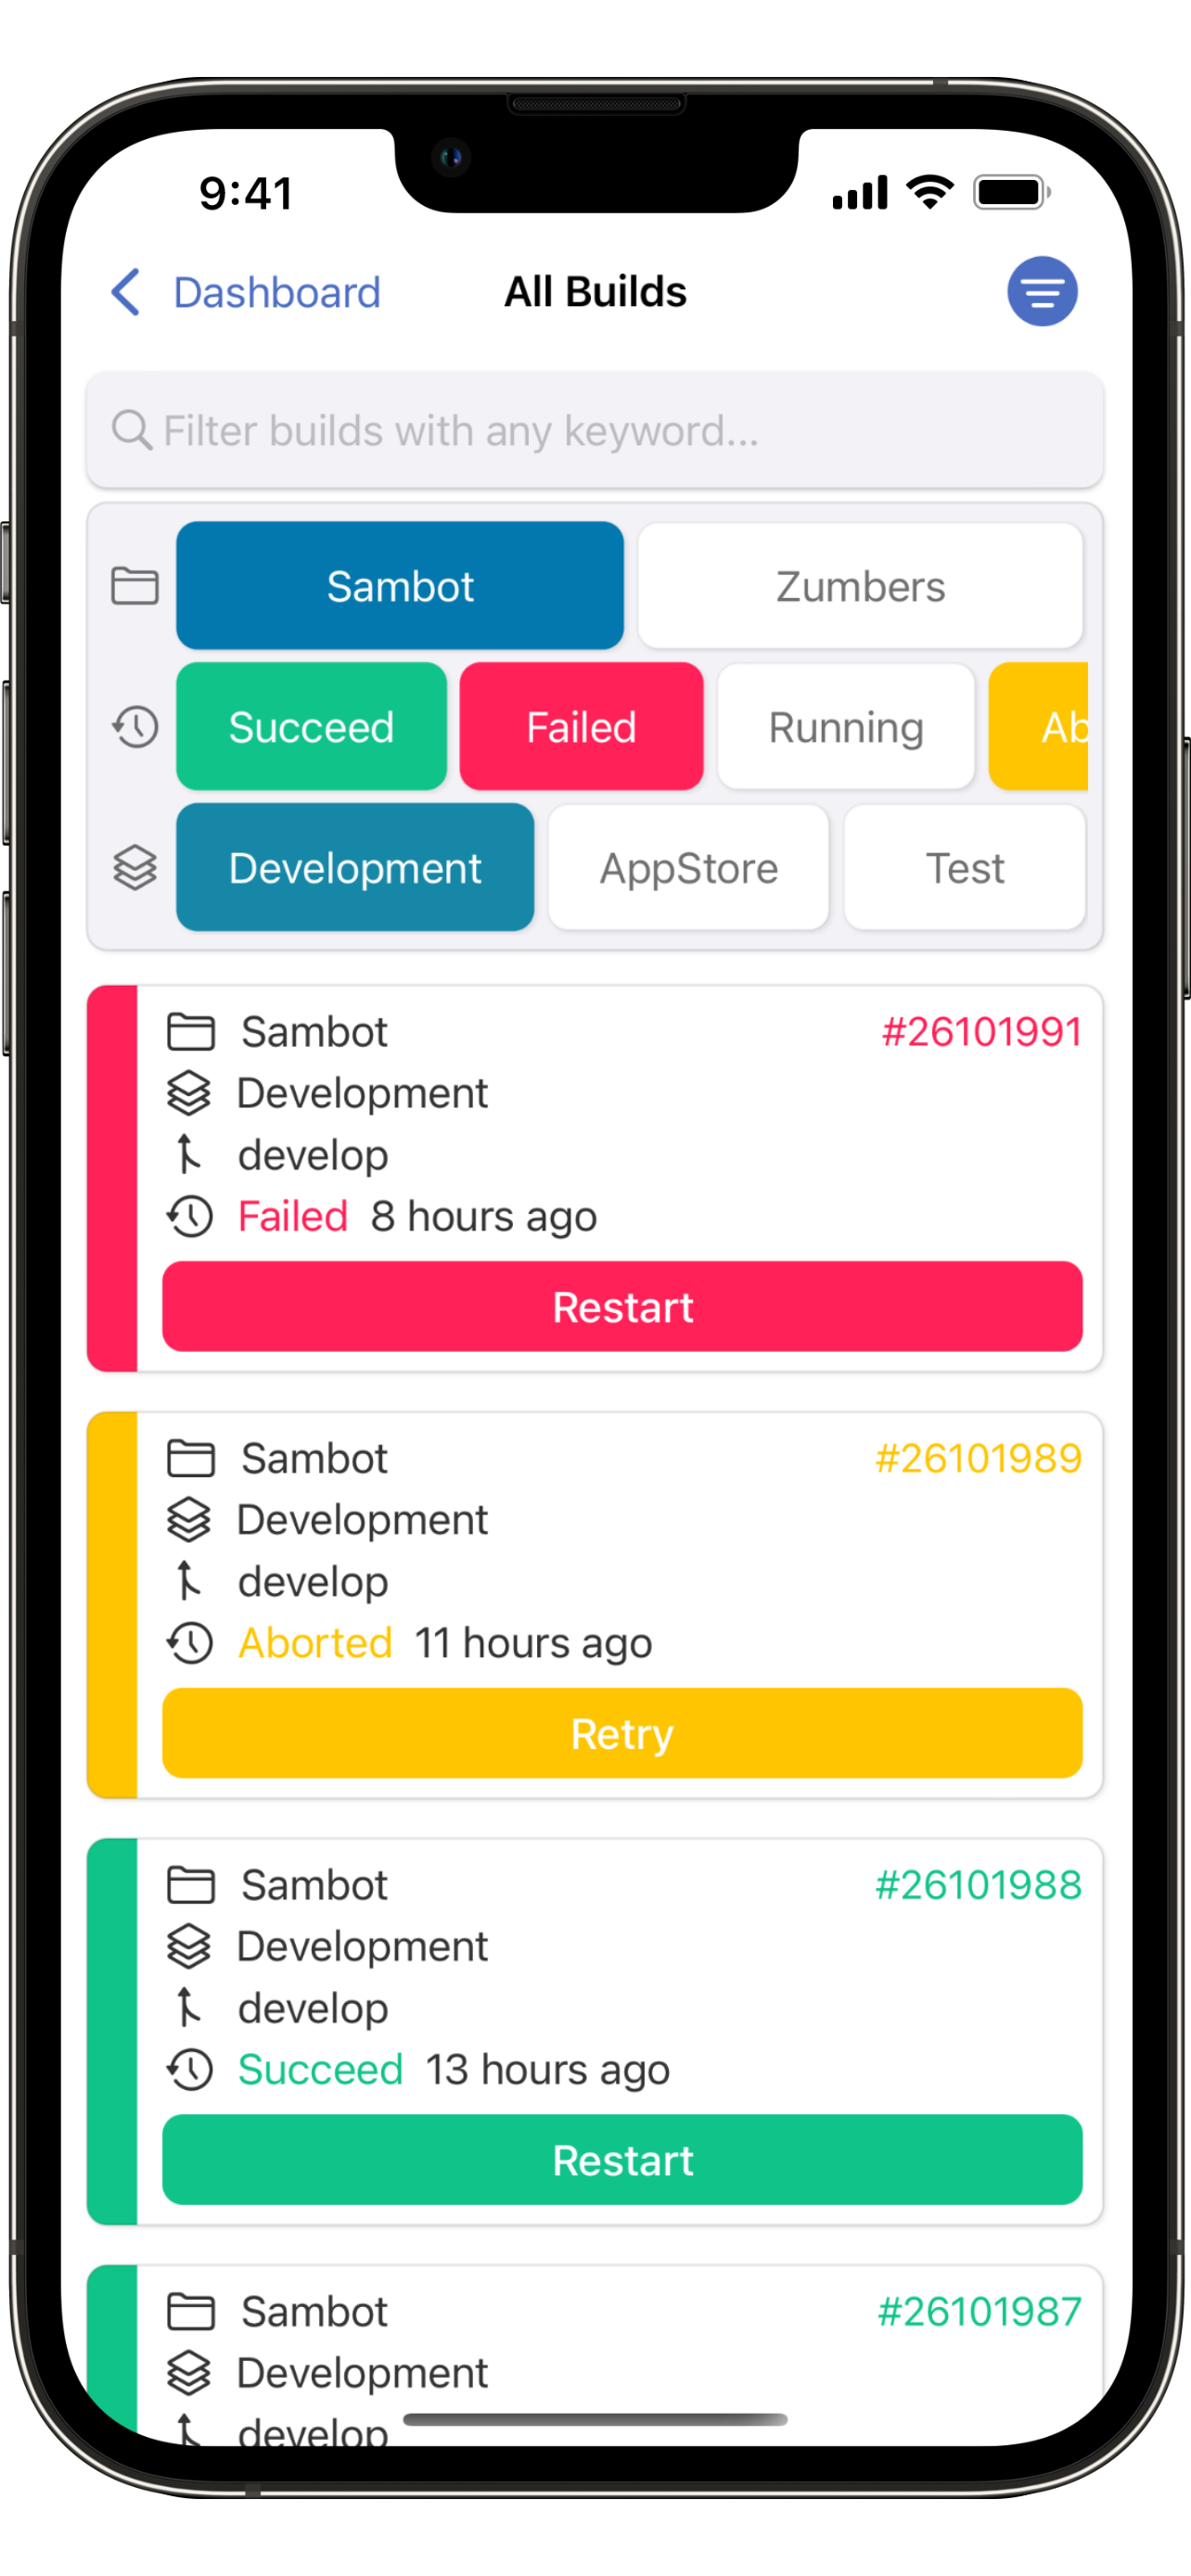 9:41
Dashboard All Builds
Filter builds with any keyword...
Sambot Zumbers
Succeed Failed Running Ab
Development AppStore Test
Sambot #26101991
Development
develop
Failed 8 hours ago
Restart
Sambot #26101989
Development
develop
Aborted 11 hours ago
Retry
Sambot #26101988
Development
develop
Succeed 13 hours ago
Restart
Sambot #26101987
Development
develop